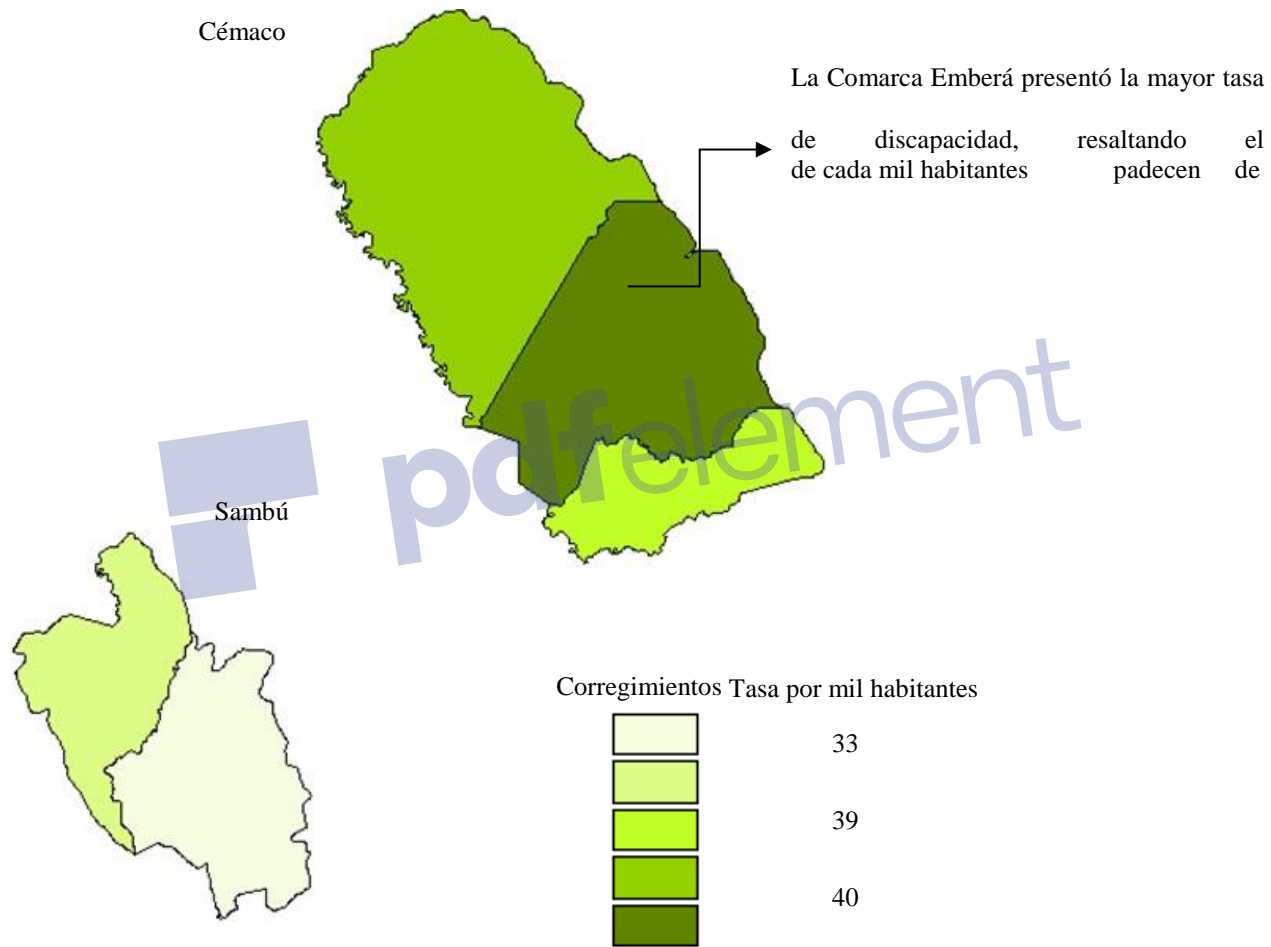 Cémaco
La Comarca Emberá presentó la mayor tasa
de discapacidad, resaltando el
de cada mil habitantes padecen de
pdfelement
Sambú
Corregimientos Tasa por mil habitantes
33
39
40